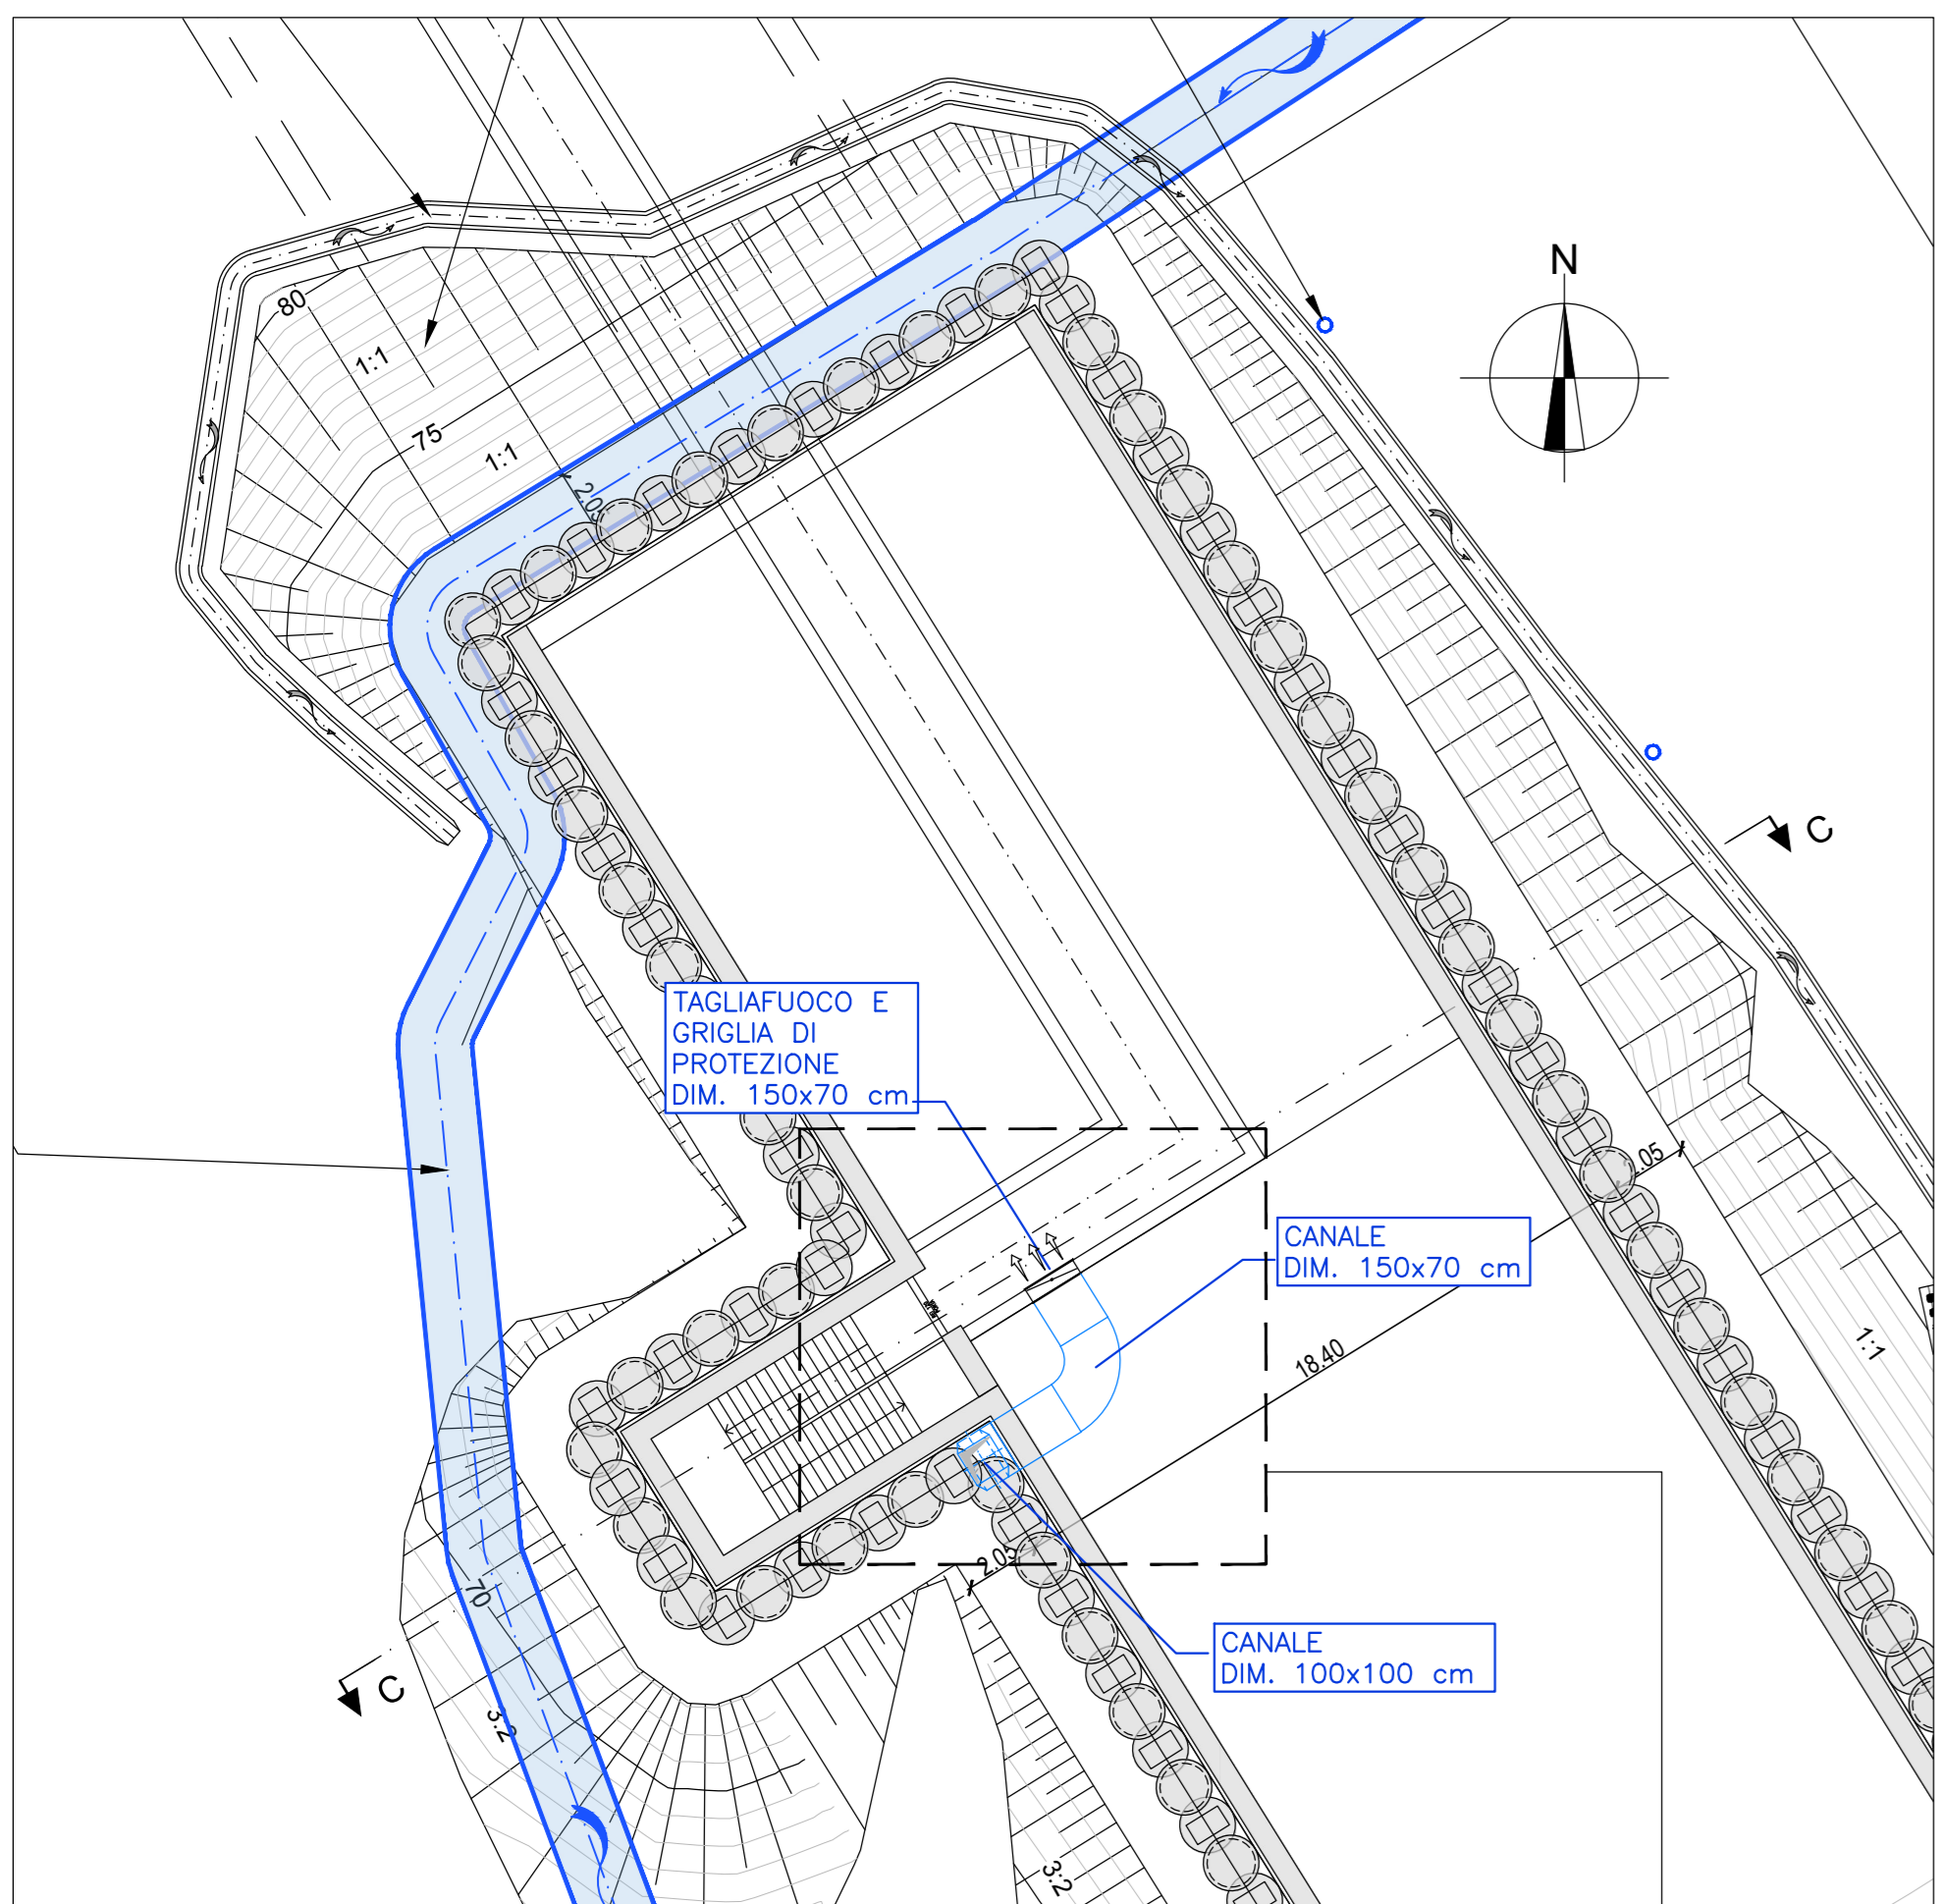 N
80
1:1
75
1:1
2.05
C
TAGLIAFUOCO E
GRIGLIA DI
PROTEZIONE
DIM. 150x70 cm
.05
CANALE
DIM. 150x70 cm
18.40
1:1
2.05
70
C
3:2
CANALE
DIM. 100x100 cm
3:2